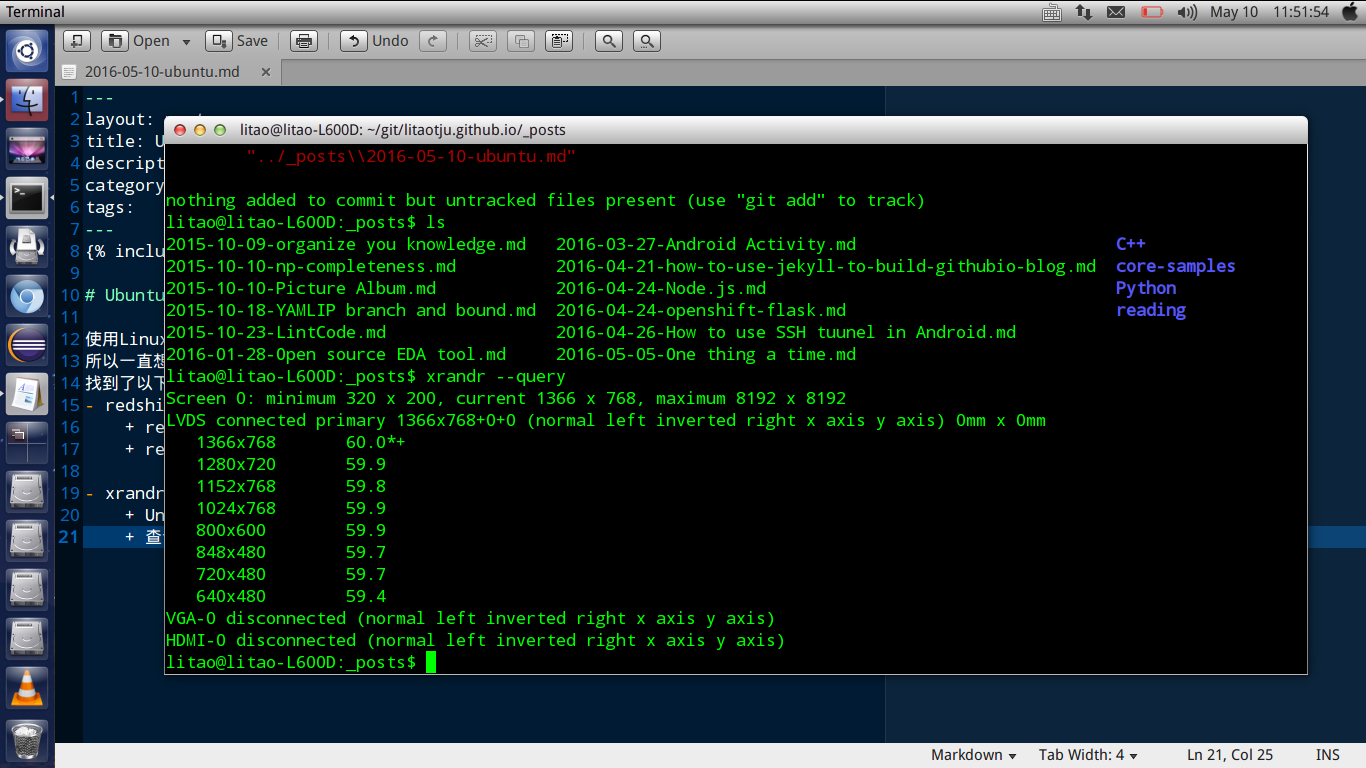 Terminal
May 10 11:51:54
Open Save Undo
2016-05-10-ubuntu.md ×
1 ---
2 layout:
3 title: U
4 descript
5 category
6 tags:
7 ---
8 {% inclu
9
10 # Ubuntu
11
12 使用Linux
13 所以一直想
14 找到了以下
15 - redshi
16 + re
17 + re
18
19 - xrandr
20 + Un
21 + 查
litao@litao-L600D: ~/git/litaotju.github.io/_posts
"../_posts\\2016-05-10-ubuntu.md"
nothing added to commit but untracked files present (use "git add" to track)
litao@litao-L600D:_posts$ ls
2015-10-09-organize you knowledge.md 2016-03-27-Android Activity.md C++
2015-10-10-np-completeness.md 2016-04-21-how-to-use-jekyll-to-build-githubio-blog.md core-samples
2015-10-10-Picture Album.md 2016-04-24-Node.js.md Python
2015-10-18-YAMLIP branch and bound.md 2016-04-24-openshift-flask.md reading
2015-10-23-LintCode.md 2016-04-26-How to use SSH tuunel in Android.md
2016-01-28-Open source EDA tool.md 2016-05-05-One thing a time.md
litao@litao-L600D:_posts$ xrandr --query
Screen 0: minimum 320 x 200, current 1366 x 768, maximum 8192 x 8192
LVDS connected primary 1366x768+0+0 (normal left inverted right x axis y axis) 0mm x 0mm
1366x768 60.0*+
1280x720 59.9
1152x768 59.8
1024x768 59.9
800x600 59.9
848x480 59.7
720x480 59.7
640x480 59.4
VGA-0 disconnected (normal left inverted right x axis y axis)
HDMI-0 disconnected (normal left inverted right x axis y axis)
litao@litao-L600D:_posts$
Markdown Tab Width: 4 Ln 21, Col 25 INS